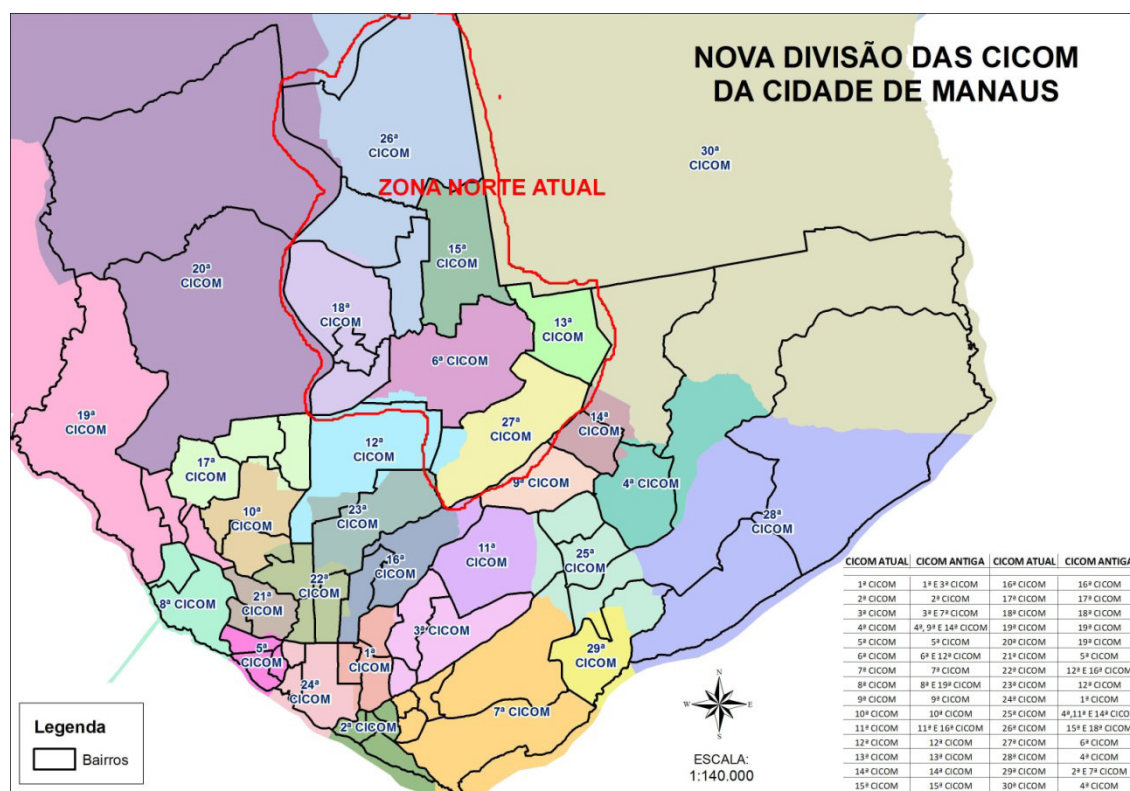 NOVA DIVISÃO DAS CICOM
DA CIDADE DE MANAUS
26ª
CICOM
30ª
CICOM
ZONA NORTE ATUAL
15ª
CICOM
20ª
CICOM
18ª
CICOM
13ª
CICOM
6ª CICOM
19ª
CICOM
27ª
CICOM
14ª
CICOM
12ª
CICOM
17ª
CICOM
9ª CICOM
4ª CICOM
10ª
CICOM
23ª
CICOM
28ª
CICOM
11ª
CICOM
25ª
CICOM
16ª
CICOM
22ª
CICOM
8ª CICOM
21ª
CICOM
3ª CICOM
5ª
CICOM
1ª
CICOM
29ª
CICOM
24ª
CICOM
7ª CICOM
2ª CICOM
N
W E
S
ESCALA:
1:140.000
Legenda
Bairros
CICOM ATUAL CICOM ANTIGA CICOM ATUAL CICOM ANTIGA
1ª CICOM 1ª E 3ª CICOM 16ª CICOM 16ª CICOM
2ª CICOM 2ª CICOM 17ª CICOM 17ª CICOM
3ª CICOM 3ª E 7ª CICOM 18ª CICOM 18ª CICOM
4ª CICOM 4ª, 9ª E 14ª CICOM 19ª CICOM 19ª CICOM
5ª CICOM 5ª CICOM 20ª CICOM 19ª CICOM
6ª CICOM 6ª E 12ª CICOM 21ª CICOM 5ª CICOM
7ª CICOM 7ª CICOM 22ª CICOM 12ª E 16ª CICOM
8ª CICOM 8ª E 19ª CICOM 23ª CICOM 12ª CICOM
9ª CICOM 9ª CICOM 24ª CICOM 1ª CICOM
10ª CICOM 10ª CICOM 25ª CICOM 4ª,11ª E 14ª CICOM
11ª CICOM 11ª E 16ª CICOM 26ª CICOM 15ª E 18ª CICOM
12ª CICOM 12ª CICOM 27ª CICOM 6ª CICOM
13ª CICOM 13ª CICOM 28ª CICOM 4ª CICOM
14ª CICOM 14ª CICOM 29ª CICOM 2ª E 7ª CICOM
15ª CICOM 15ª CICOM 30ª CICOM 4ª CICOM